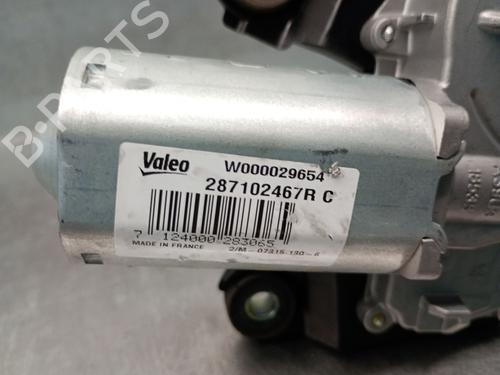 B-PARTS
Valeo
W000029654
287102467R C
7 124000 283065
MADE IN FRANCE